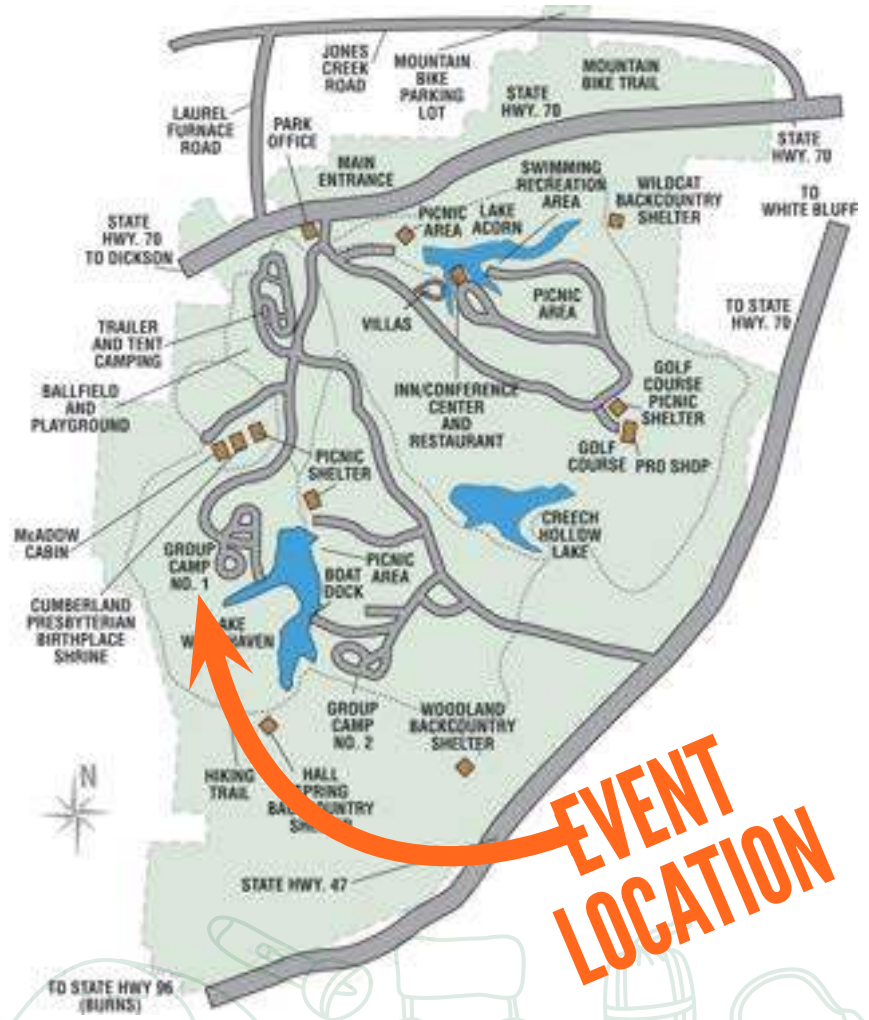 JONES
CREEK
ROAD
MOUNTAIN
BIKE
PARKING
LOT
MOUNTAIN
BIKE TRAIL
STATE
HWY. 70
LAUREL
FURNACE
ROAD
PARK
OFFICE
MAIN
ENTRANCE
STATE
HWY. 70
SWIMMING
RECREATION
AREA
WILDCAT
BACKCOUNTRY
SHELTER
TO
WHITE BLUFF
STATE
HWY. 70
TO DICKSON
PICNIC
AREA
LAKE
ACORN
VILLAS
PICNIC
AREA
TO STATE
HWY. 70
TRAILER
AND TENT
CAMPING
BALLFIELD
AND
PLAYGROUND
INN/CONFERENCE
CENTER
AND
RESTAURANT
GOLF
COURSE
PICNIC
SHELTER
GOLF
COURSE
PRO SHOP
PICNIC
SHELTER
McADOW
CABIN
GROUP
CAMP
NO. 1
CREECH
HOLLOW
LAKE
PICNIC
AREA
BOAT
DOCK
CUMBERLAND
PRESBYTERIAN
BIRTHPLACE
SHRINE
GROUP
CAMP
NO. 2
WOODLAND
BACKCOUNTRY
SHELTER
N
HIKING
TRAIL
HALL
STATE HWY. 47
TO STATE HWY 96
(BURNS)
EVENT
LOCATION